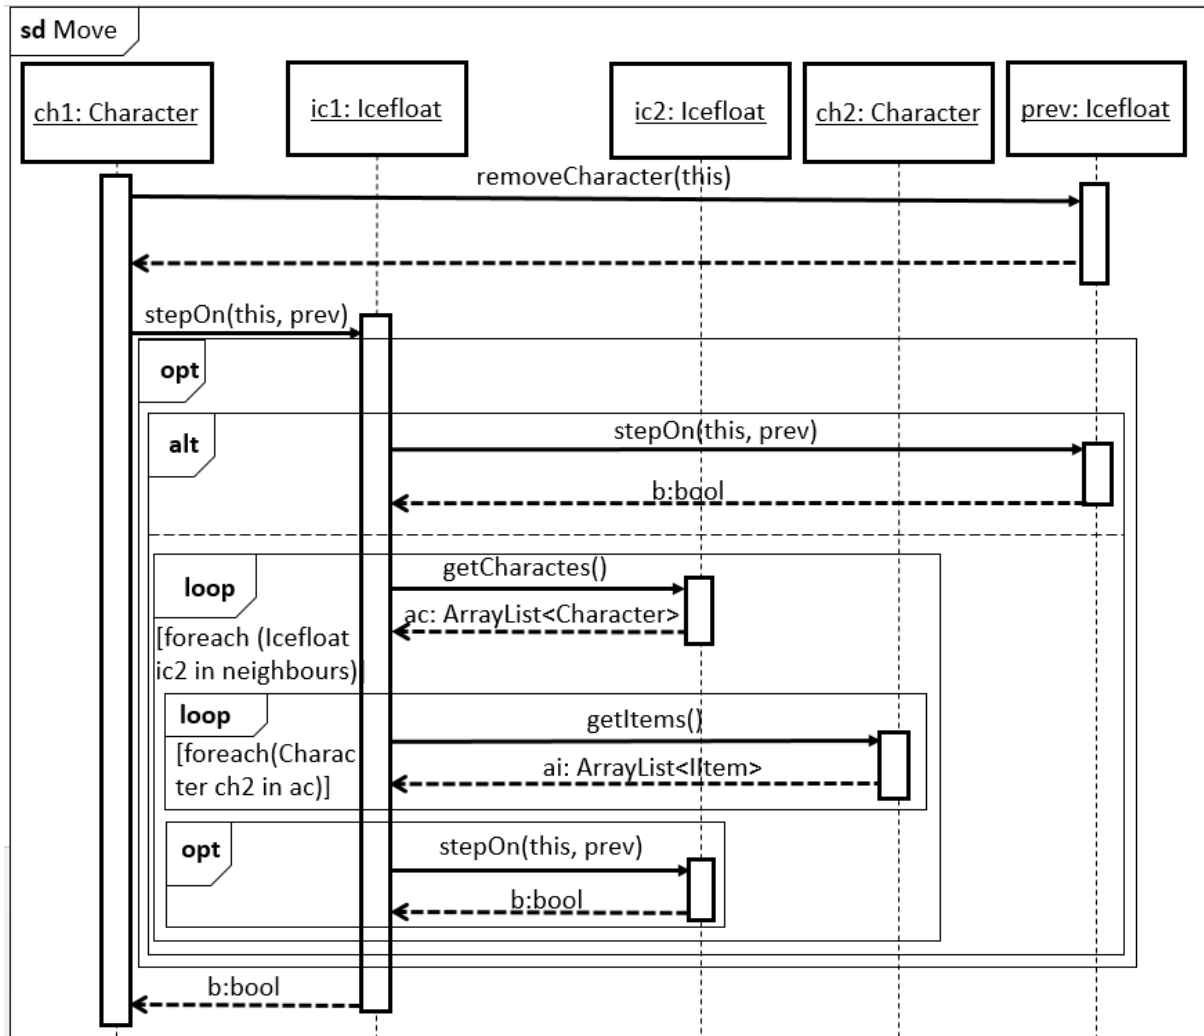 sd Move
ch1: Character
ic1: Icefloat
ic2: Icefloat
ch2: Character
prev: Icefloat
removeCharacter(this)
stepOn(this, prev)
opt
alt
stepOn(this, prev)
b:bool
loop
getCharactes()
ac: ArrayList<Character>
[foreach (Icefloat
ic2 in neighbours)]
loop
getItems()
[foreach(Charac
ter ch2 in ac)]
ai: ArrayList<IItem>
opt
stepOn(this, prev)
b:bool
b:bool